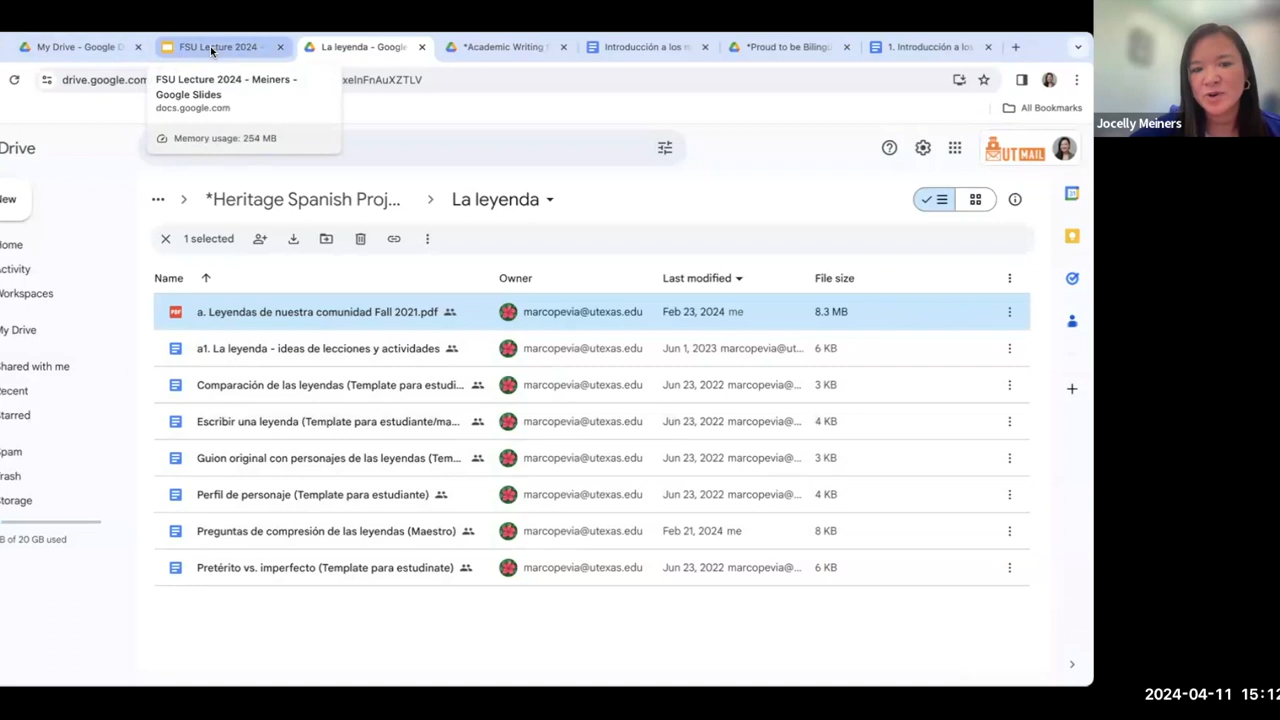 My Drive - Google D
FSU Lecture 2024 -
La leyenda - Google
*Academic Writing
Introducción a los m
*Proud to be Bilingu
1. Introducción a los
drive.google.com
xeInFnAuXZTLV
FSU Lecture 2024 - Meiners -
Google Slides
docs.google.com
Memory usage: 254 MB
All Bookmarks
Jocelly Meiners
Drive
UT MAIL
New
*Heritage Spanish Proj...
La leyenda
1 selected
Home
Activity
Workspaces
My Drive
Shared with me
Recent
Starred
Spam
Trash
Storage
B of 20 GB used
Name
Owner
Last modified
File size
a. Leyendas de nuestra comunidad Fall 2021.pdf
marcopevia@utexas.edu
Feb 23, 2024 me
8.3 MB
a1. La leyenda - ideas de lecciones y actividades
marcopevia@utexas.edu
Jun 1, 2023 marcopevia@ut...
6 KB
Comparación de las leyendas (Template para estudi...
marcopevia@utexas.edu
Jun 23, 2022 marcopevia@...
3 KB
Escribir una leyenda (Template para estudiante/ma...
marcopevia@utexas.edu
Jun 23, 2022 marcopevia@...
4 KB
Guion original con personajes de las leyendas (Tem...
marcopevia@utexas.edu
Jun 23, 2022 marcopevia@...
3 KB
Perfil de personaje (Template para estudiante)
marcopevia@utexas.edu
Jun 23, 2022 marcopevia@...
4 KB
Preguntas de compresión de las leyendas (Maestro)
marcopevia@utexas.edu
Feb 21, 2024 me
8 KB
Pretérito vs. imperfecto (Template para estudinate)
marcopevia@utexas.edu
Jun 23, 2022 marcopevia@...
6 KB
2024-04-11 15:12